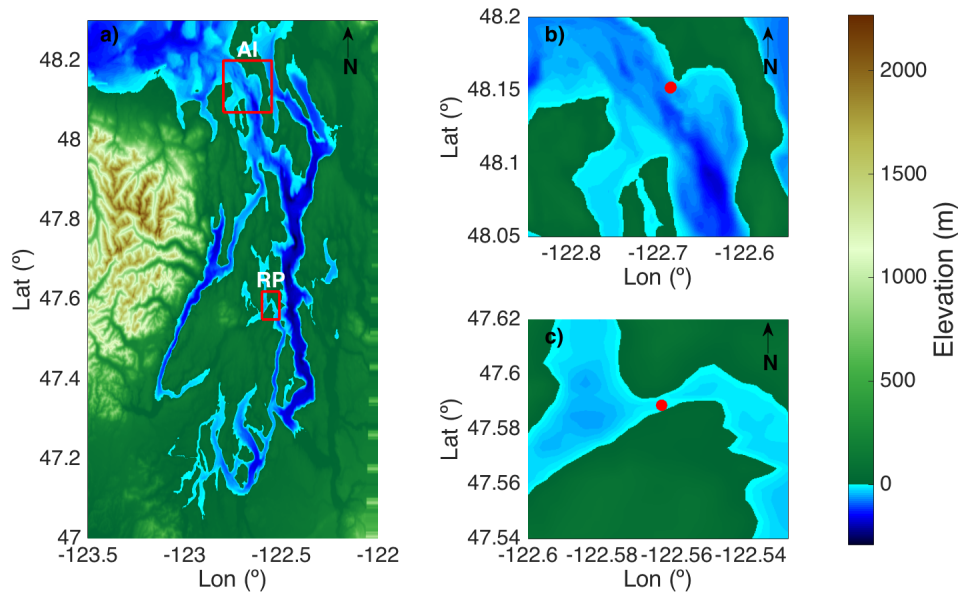 a)
AI
N
RP
48.2
48
47.8
47.6
47.4
47.2
47
-123.5
-123
-122.5
-122
Lat (º)
Lon (º)
b)
N
48.2
48.15
48.1
48.05
-122.8
-122.7
-122.6
Lat (º)
Lon (º)
c)
N
47.62
47.6
47.58
47.56
47.54
-122.6
-122.58
-122.56
-122.54
Lat (º)
Lon (º)
2000
1500
1000
500
0
Elevation (m)